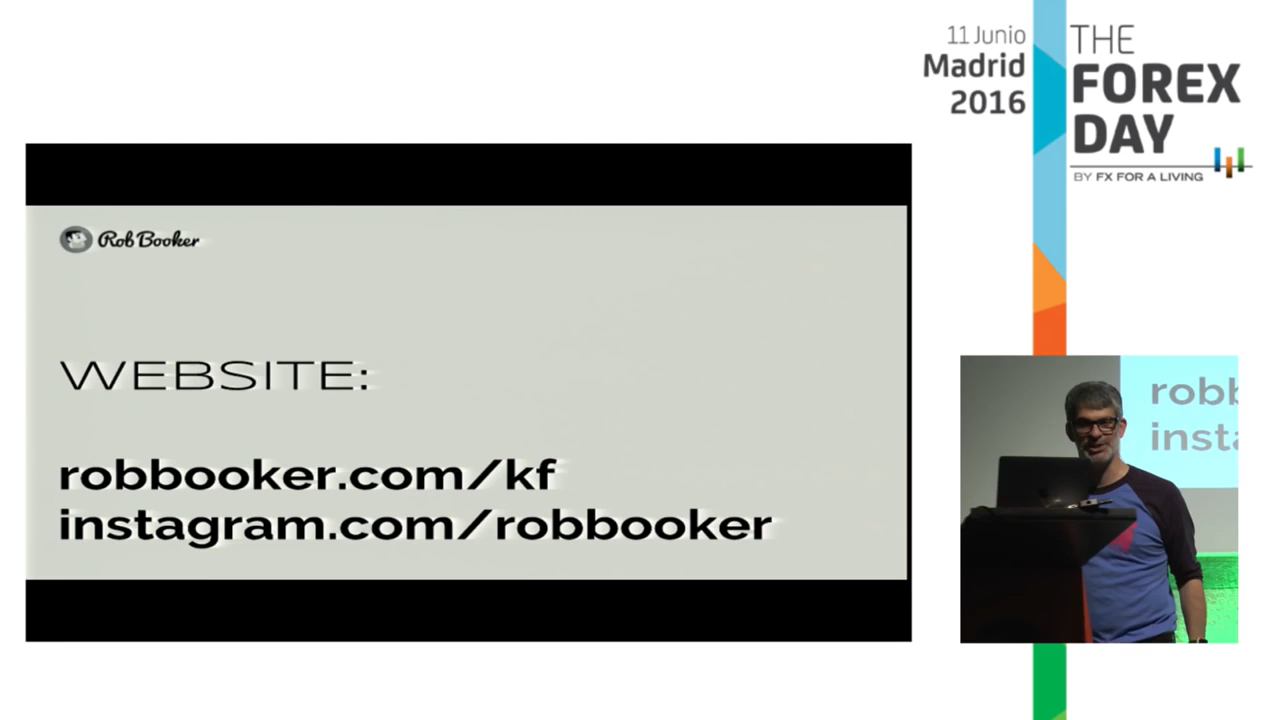 11 Junio
Madrid
2016
THE
FOREX
DAY
BY FX FOR A LIVING
Rob Booker
WEBSITE:
robbooker.com/kf
instagram.com/robbooker
robb
insta